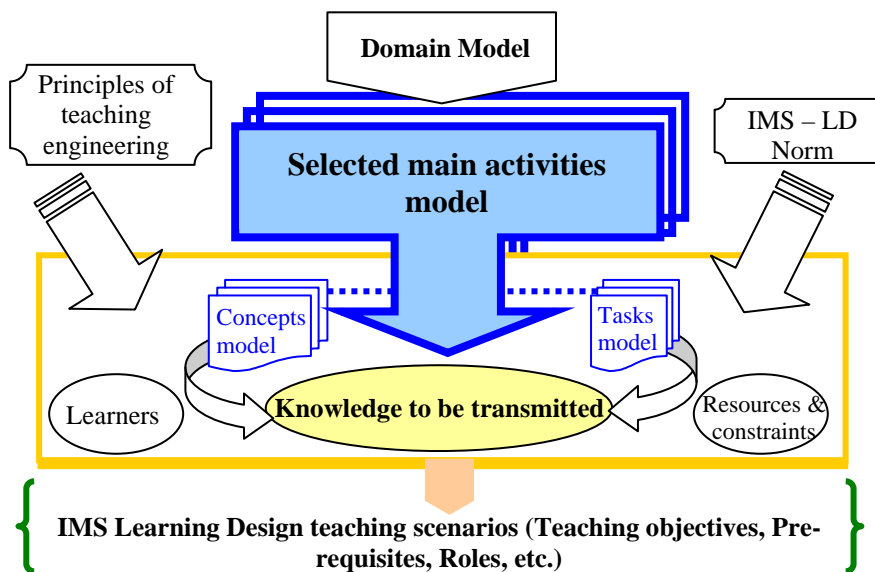 Domain Model
Principles of
teaching
engineering
IMS – LD
Norm
Selected main activities
model
Concepts
model
Tasks
model
Learners
Knowledge to be transmitted
Resources &
constraints
IMS Learning Design teaching scenarios (Teaching objectives, Pre-
requisites, Roles, etc.)